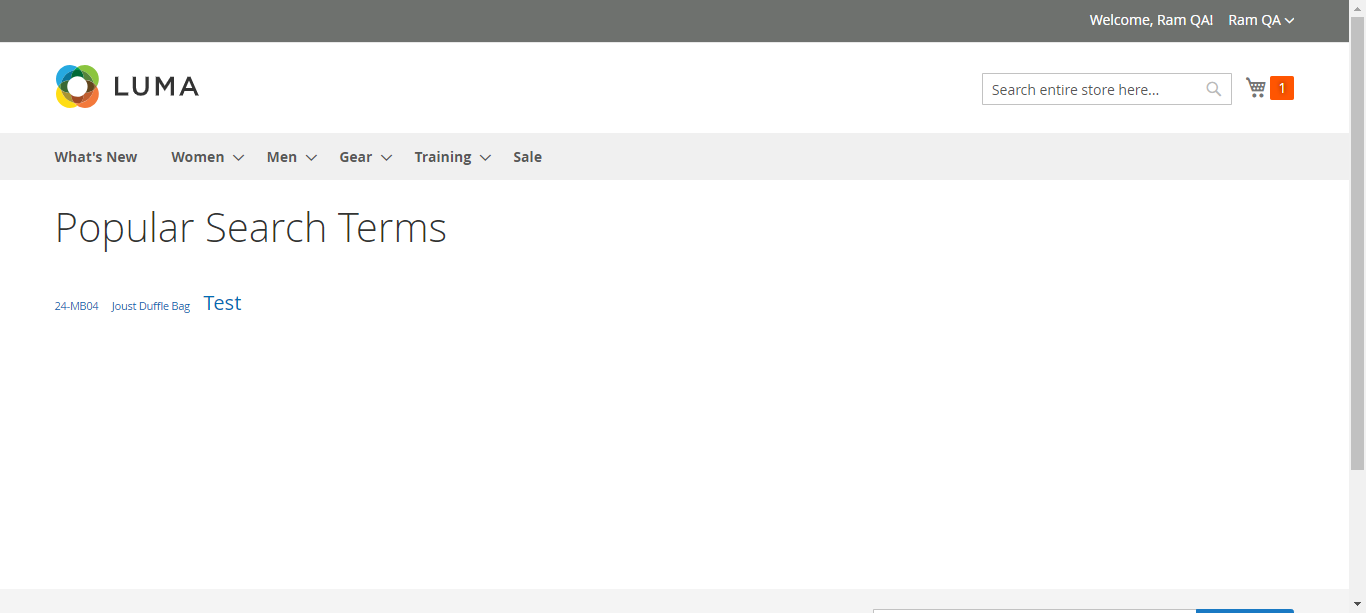 Welcome, Ram QA! Ram QA
LUMA
Search entire store here...
1
What's New Women Men Gear Training Sale
Popular Search Terms
24-MB04 Joust Duffle Bag Test